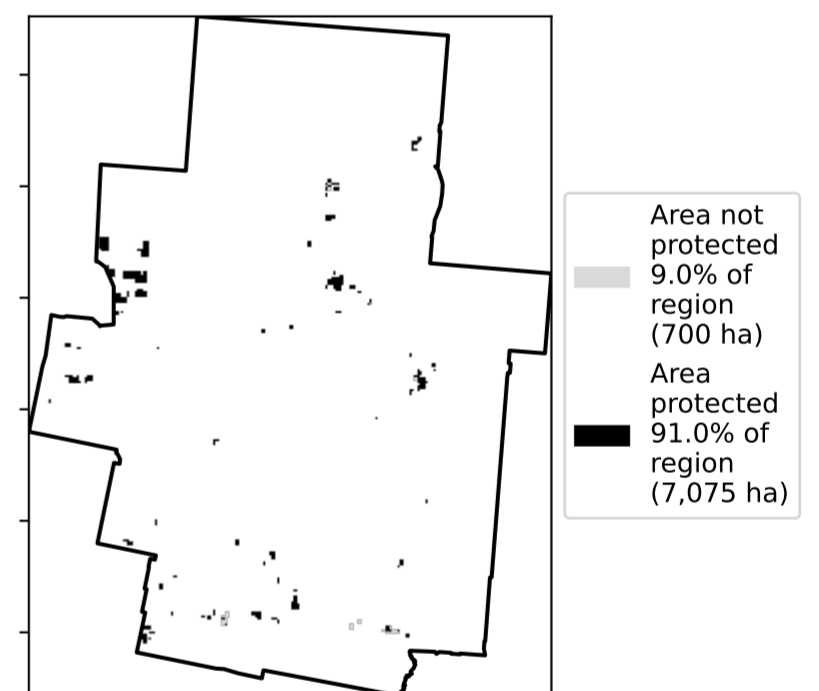 Area not
protected
9.0% of
region
(700 ha)
Area
protected
91.0% of
region
(7,075 ha)